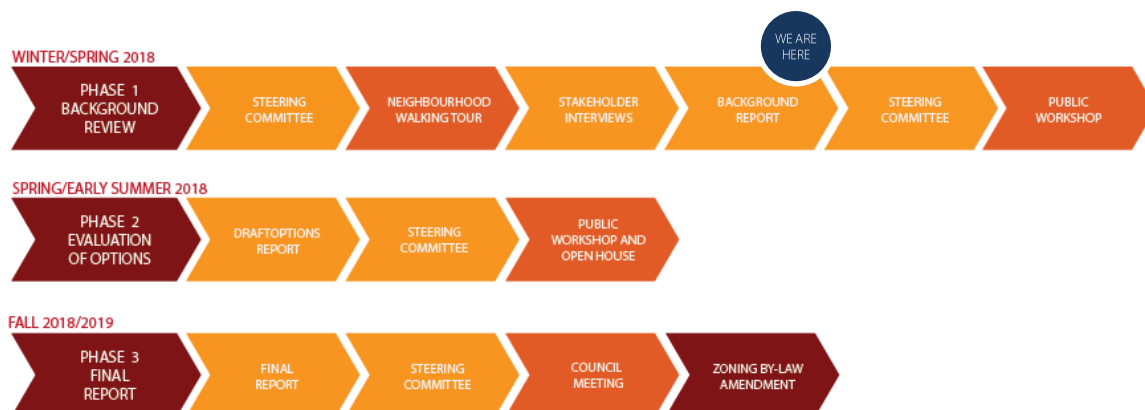 WE ARE
HERE
WINTER/SPRING 2018
PHASE 1
BACKGROUND
REVIEW
STEERING
COMMITTEE
NEIGHBOURHOOD
WALKING TOUR
STAKEHOLDER
INTERVIEWS
BACKGROUND
REPORT
STEERING
COMMITTEE
PUBLIC
WORKSHOP
SPRING/EARLY SUMMER 2018
PHASE 2
EVALUATION
OF OPTIONS
DRAFTOPTIONS
REPORT
STEERING
COMMITTEE
PUBLIC
WORKSHOP AND
OPEN HOUSE
FALL 2018/2019
PHASE 3
FINAL
REPORT
FINAL
REPORT
STEERING
COMMITTEE
COUNCIL
MEETING
ZONING BY-LAW
AMENDMENT